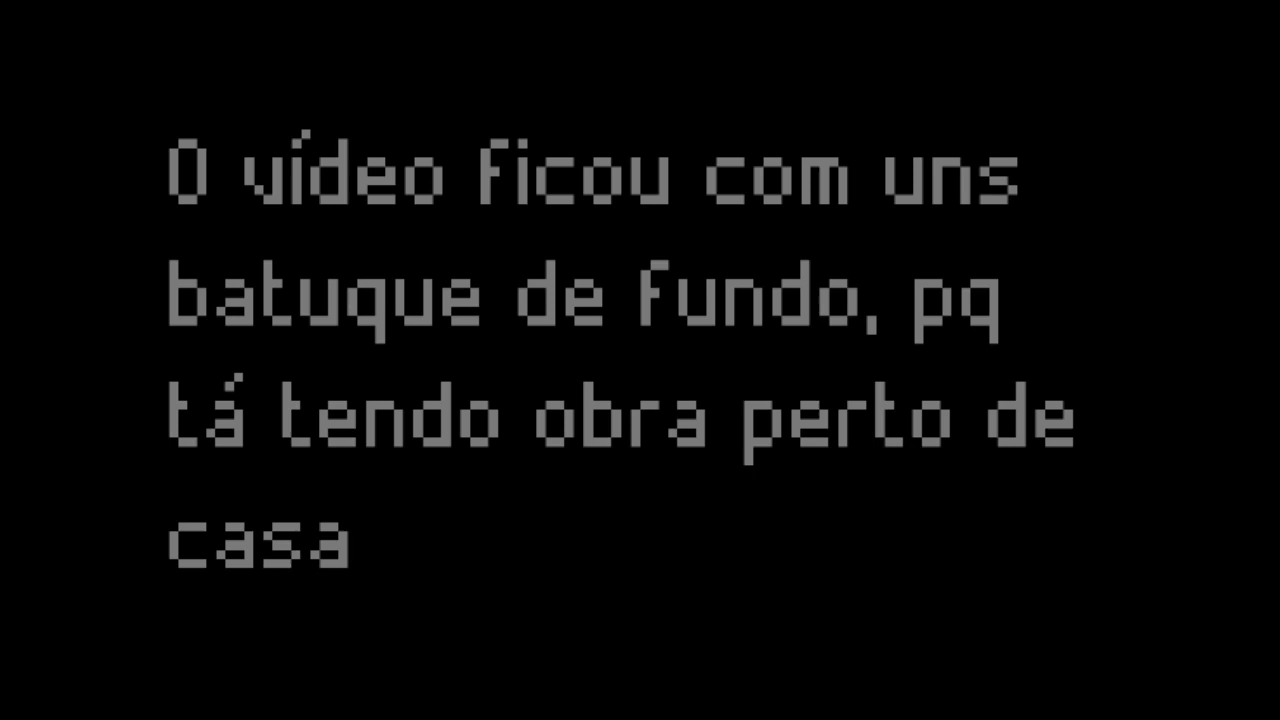 O vídeo ficou com uns
batuque de fundo, pq
tá tendo obra perto de
casa